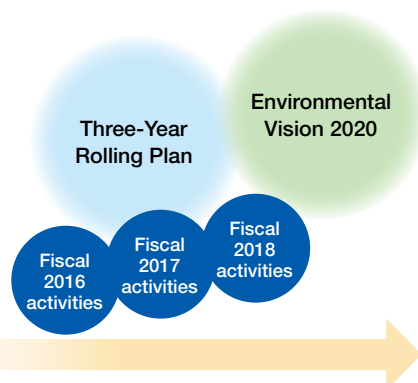 Environmental
Vision 2020
Three-Year
Rolling Plan
Fiscal
2016
activities
Fiscal
2017
activities
Fiscal
2018
activities